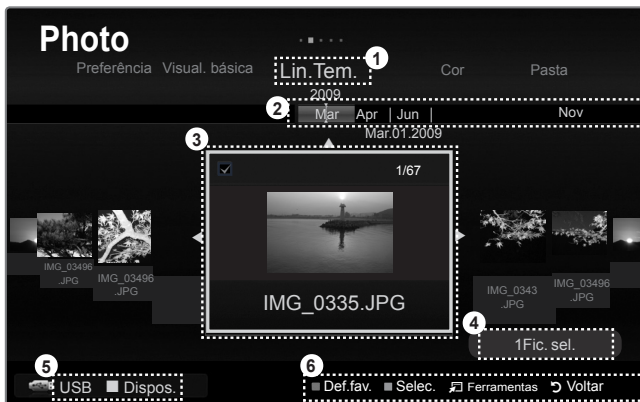 Photo
1
Preferência Visual. básica Lin.Tem. Cor Pasta
2009
2
Mar Apr | Jun | Nov
Mar.01.2009
3
1/67
IMG_03496
.JPG
IMG_03496
.JPG
IMG_0335.JPG
IMG_0343
.JPG
IMG_03496
.JPG
4
1Fic. sel.
5
USB Dispos.
6
Def.fav. Selec. Ferramentas Voltar